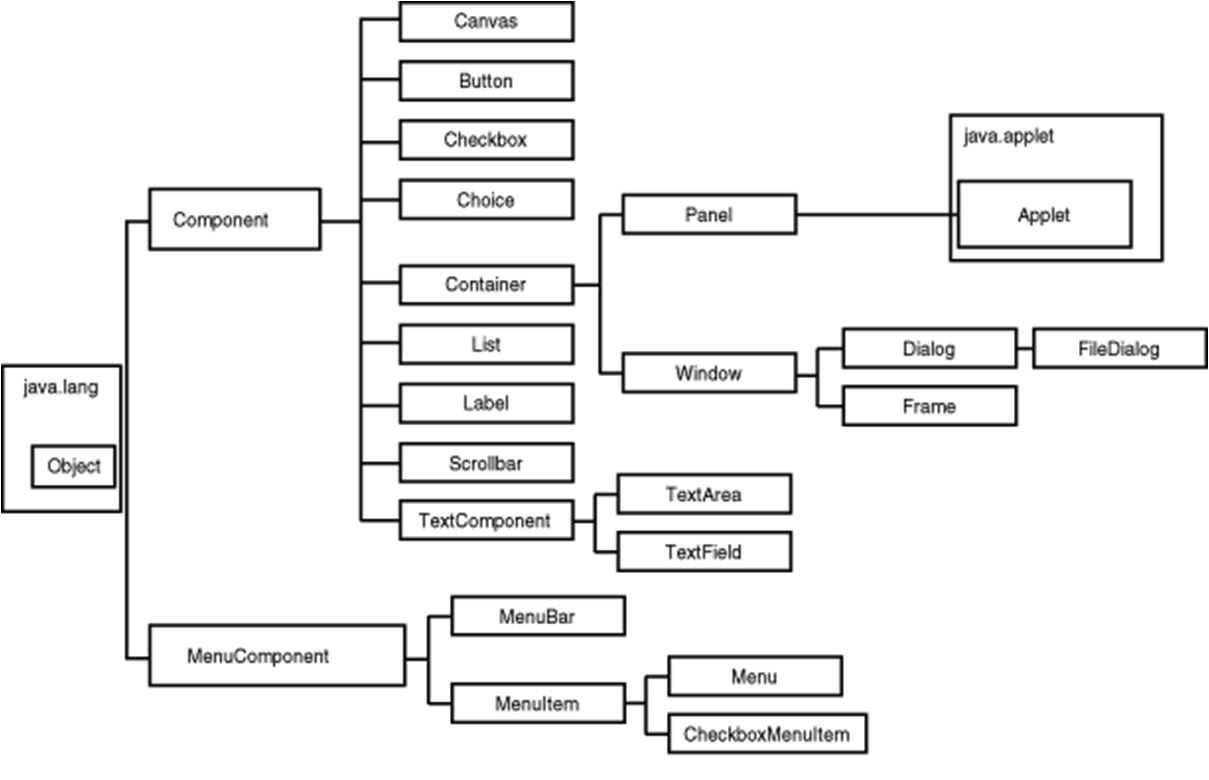 Canvas
Button
Checkbox
Choice
Component
Container
List
Label
Scrollbar
TextComponent
java.applet
Applet
Panel
Window
Dialog
FileDialog
Frame
TextArea
TextField
java.lang
Object
MenuComponent
MenuBar
MenuItem
Menu
CheckboxMenuItem